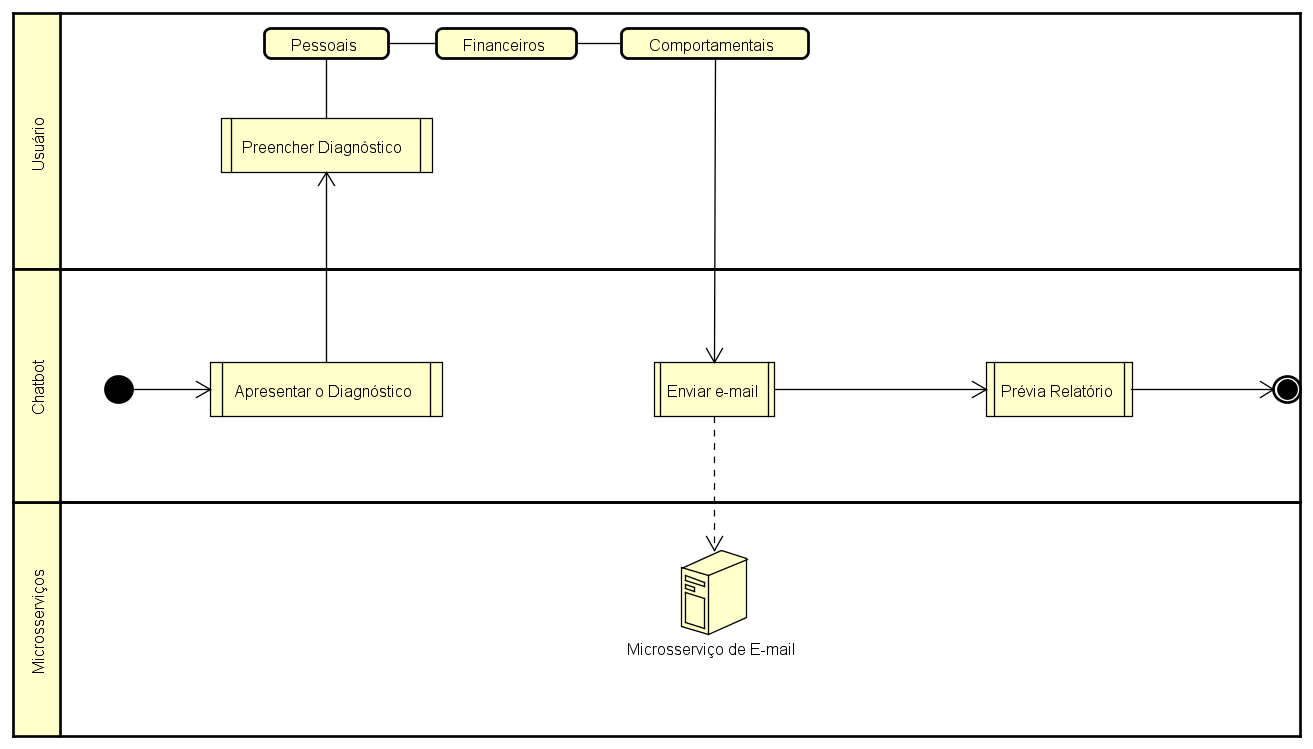 Usuário
Pessoais
Financeiros
Comportamentais
Preencher Diagnóstico
Chatbot
Apresentar o Diagnóstico
Enviar e-mail
Prévia Relatório
Microsserviços
Microsserviço de E-mail